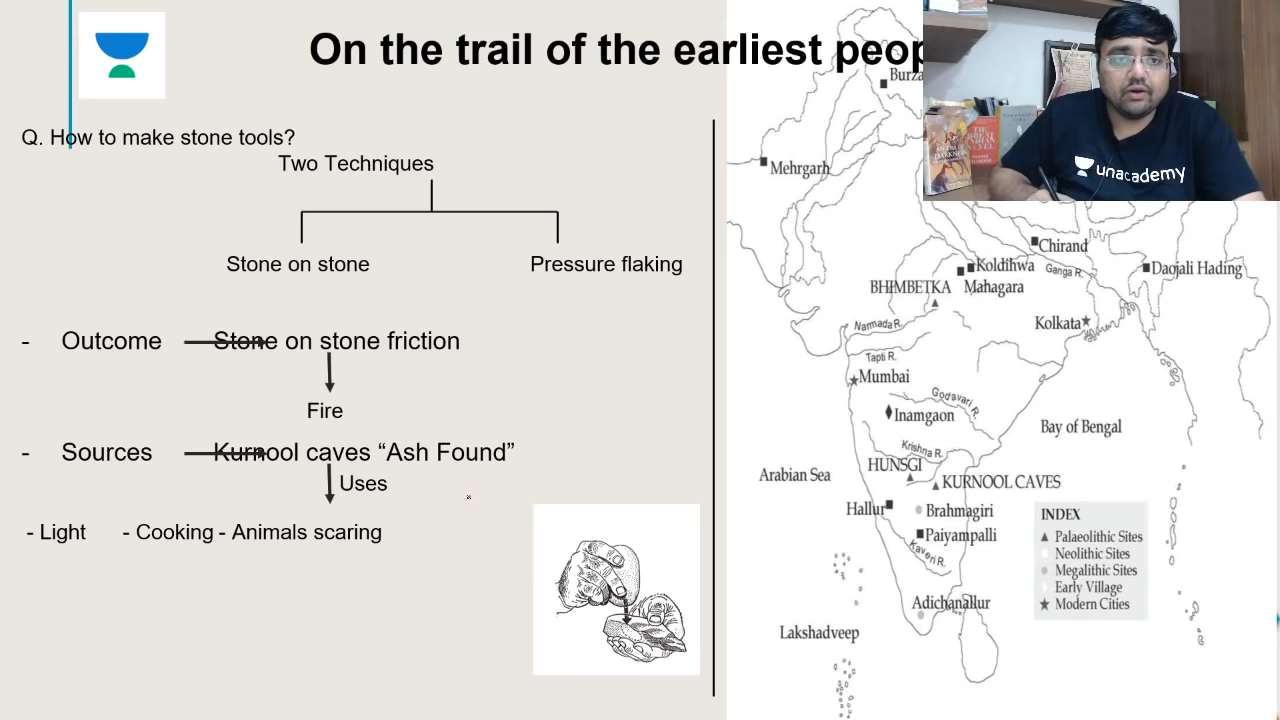 On the trail of the earliest peop
Q. How to make stone tools?
Two Techniques
Stone on stone
Pressure flaking
- Outcome Stone on stone friction
Fire
- Sources Kurnool caves “Ash Found”
Uses
- Light - Cooking - Animals scaring
Burza
Mehrgarh
Chirand
Koldihwa
Ganga R.
Daojali Hading
BHIMBETKA
Mahagara
Narmada R.
Kolkata
Tapti R.
Mumbai
Godavari R.
Inamgaon
Bay of Bengal
Krishna R.
HUNSGI
Arabian Sea
KURNOOL CAVES
Hallur
Brahmagiri
Paiyampalli
Kaveri R.
Adichanallur
Lakshadveep
INDEX
Palaeolithic Sites
Neolithic Sites
Megalithic Sites
Early Village
Modern Cities
unacademy